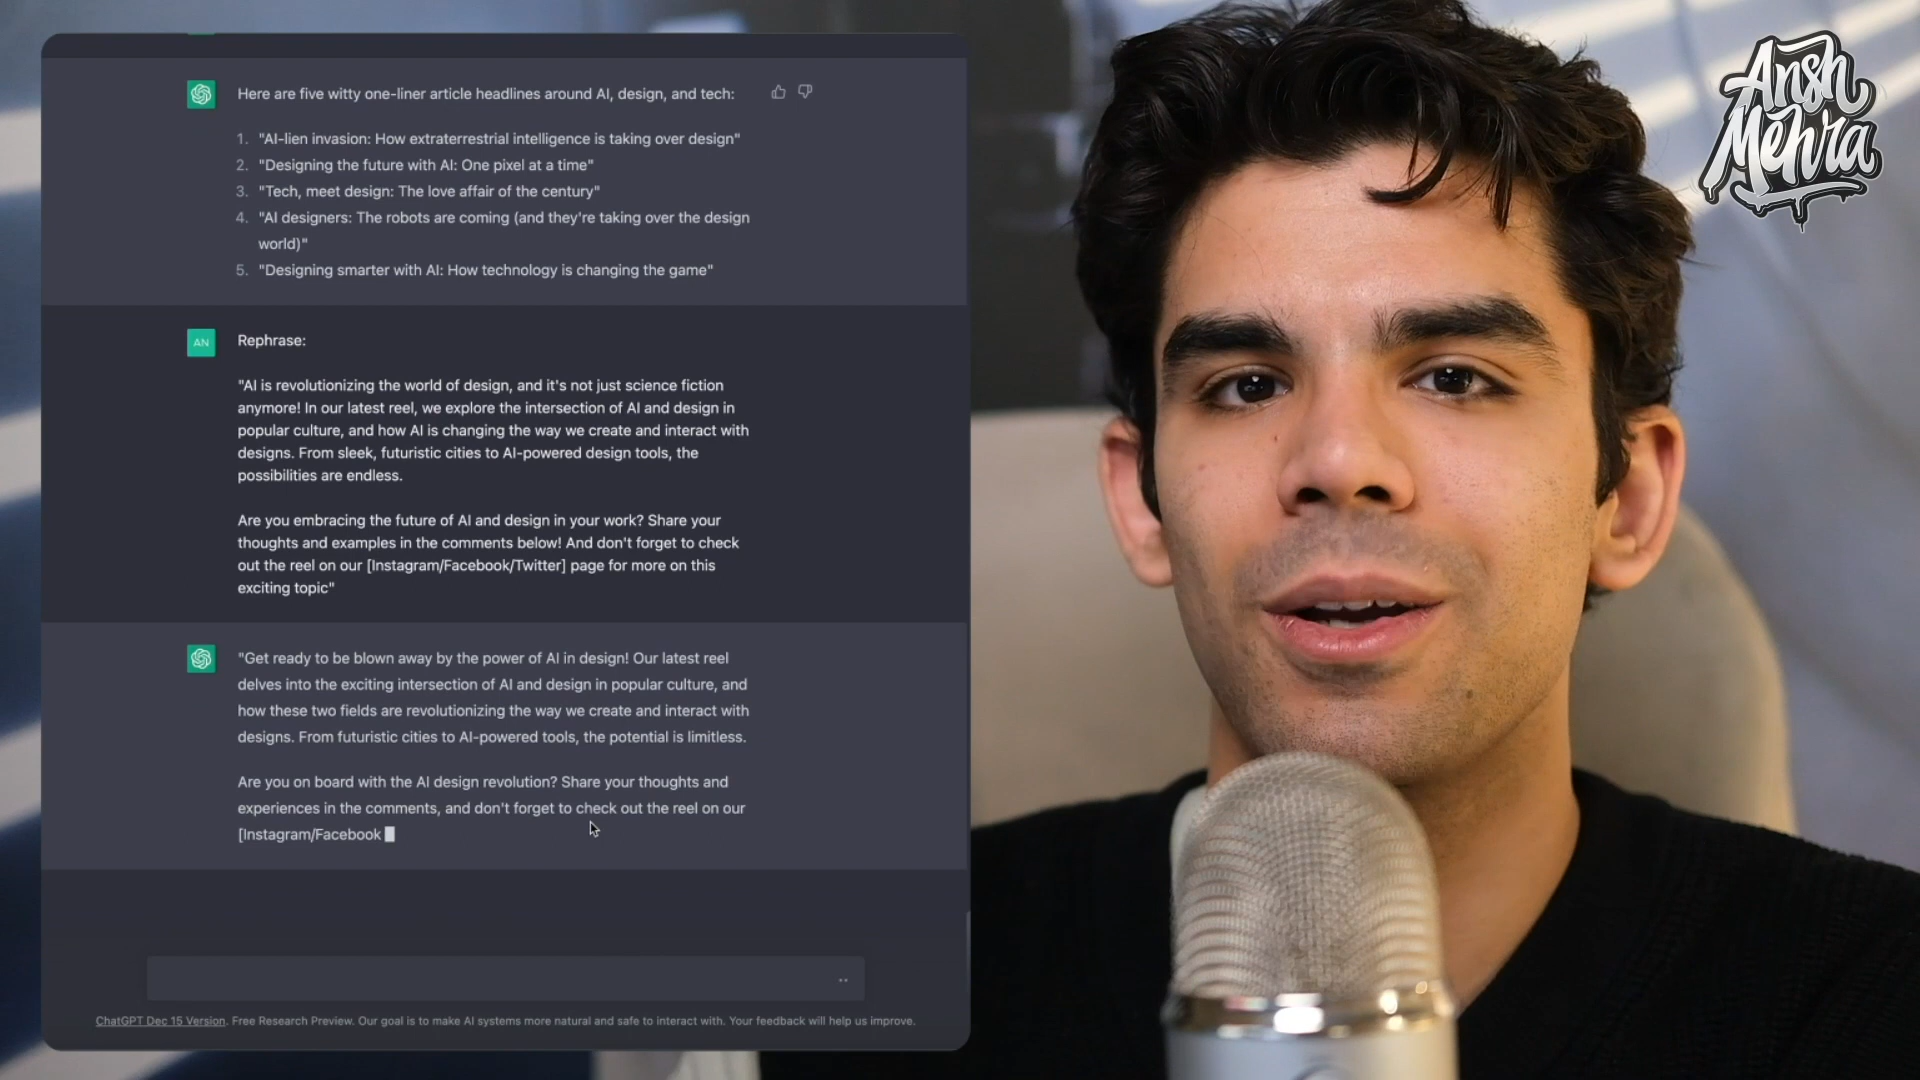 Here are five witty one-liner article headlines around AI, design, and tech:
1. "AI-lien invasion: How extraterrestrial intelligence is taking over design"
2. "Designing the future with AI: One pixel at a time"
3. "Tech, meet design: The love affair of the century"
4. "AI designers: The robots are coming (and they're taking over the design
world)"
5. "Designing smarter with AI: How technology is changing the game"
AN
Rephrase:
"AI is revolutionizing the world of design, and it's not just science fiction
anymore! In our latest reel, we explore the intersection of AI and design in
popular culture, and how AI is changing the way we create and interact with
designs. From sleek, futuristic cities to AI-powered design tools, the
possibilities are endless.
Are you embracing the future of AI and design in your work? Share your
thoughts and examples in the comments below! And don't forget to check
out the reel on our [Instagram/Facebook/Twitter] page for more on this
exciting topic"
"Get ready to be blown away by the power of AI in design! Our latest reel
delves into the exciting intersection of AI and design in popular culture, and
how these two fields are revolutionizing the way we create and interact with
designs. From futuristic cities to AI-powered tools, the potential is limitless.
Are you on board with the AI design revolution? Share your thoughts and
experiences in the comments, and don't forget to check out the reel on our
[Instagram/Facebook
ChatGPT Dec 15 Version. Free Research Preview. Our goal is to make AI systems more natural and safe to interact with. Your feedback will help us improve.
Ansh
Mehra